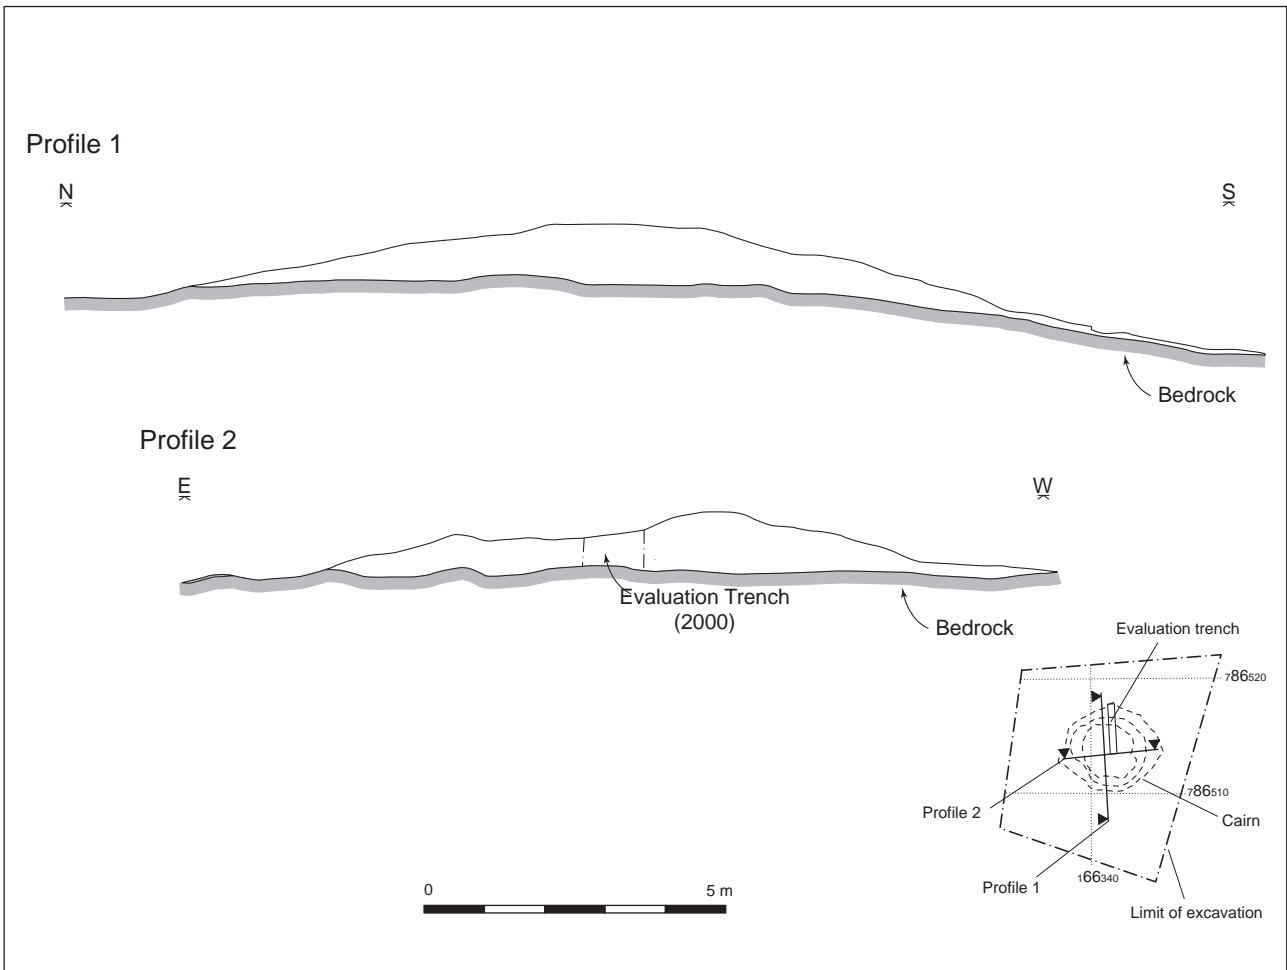 Profile 1
N
S
Bedrock
Profile 2
E
W
Evaluation Trench
(2000)
Bedrock
Evaluation trench
786520
786510
Profile 2
Cairn
166340
Profile 1
Limit of excavation
0
5 m